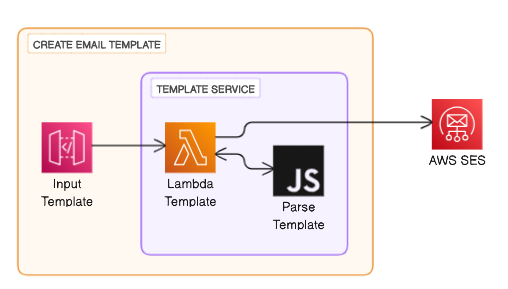 CREATE EMAIL TEMPLATE
TEMPLATE SERVICE
Input
Template
Lambda
Template
JS
Parse
Template
AWS SES